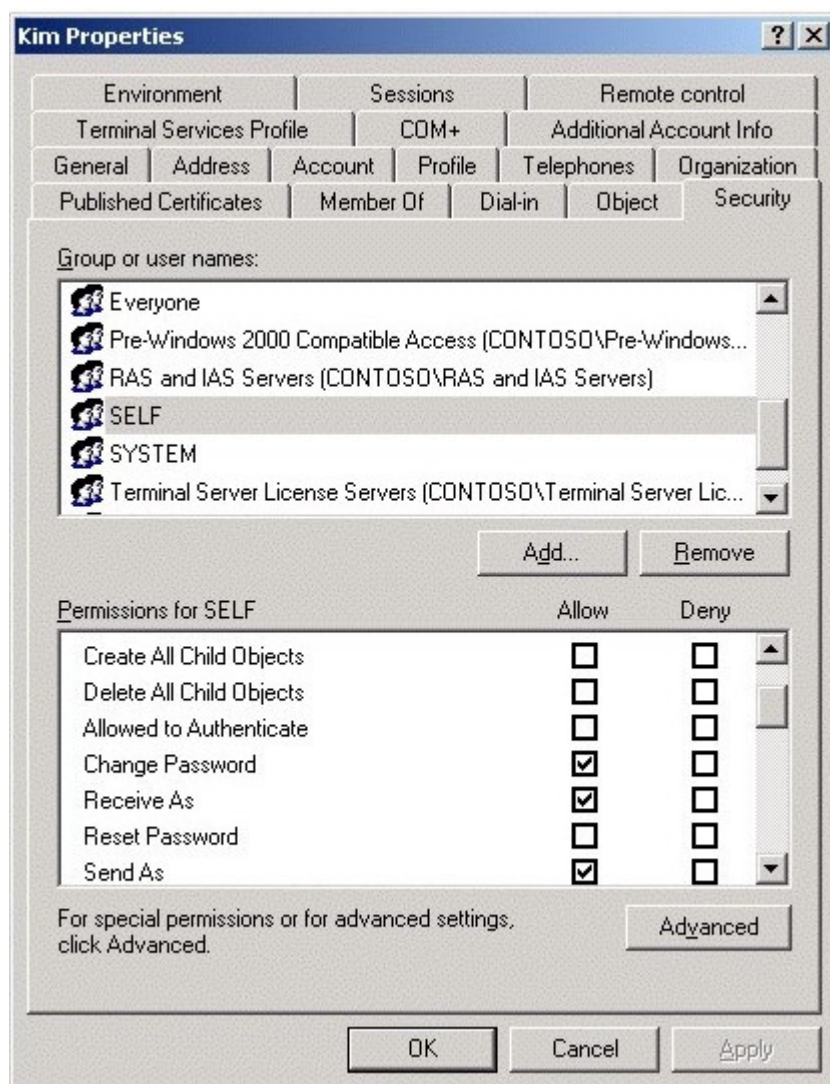 Kim Properties
Environment Sessions Remote control
Terminal Services Profile COM+ Additional Account Info
General Address Account Profile Telephones Organization
Published Certificates Member Of Dial-in Object Security
Group or user names:
Everyone
Pre-Windows 2000 Compatible Access (CONTOSO\Pre-Windows...
RAS and IAS Servers (CONTOSO\RAS and IAS Servers)
SELF
SYSTEM
Terminal Server License Servers (CONTOSO\Terminal Server Lic...
Add... Remove
Permissions for SELF Allow Deny
Create All Child Objects
Delete All Child Objects
Allowed to Authenticate
Change Password
Receive As
Reset Password
Send As
For special permissions or for advanced settings,
click Advanced.
Advanced
OK Cancel Apply